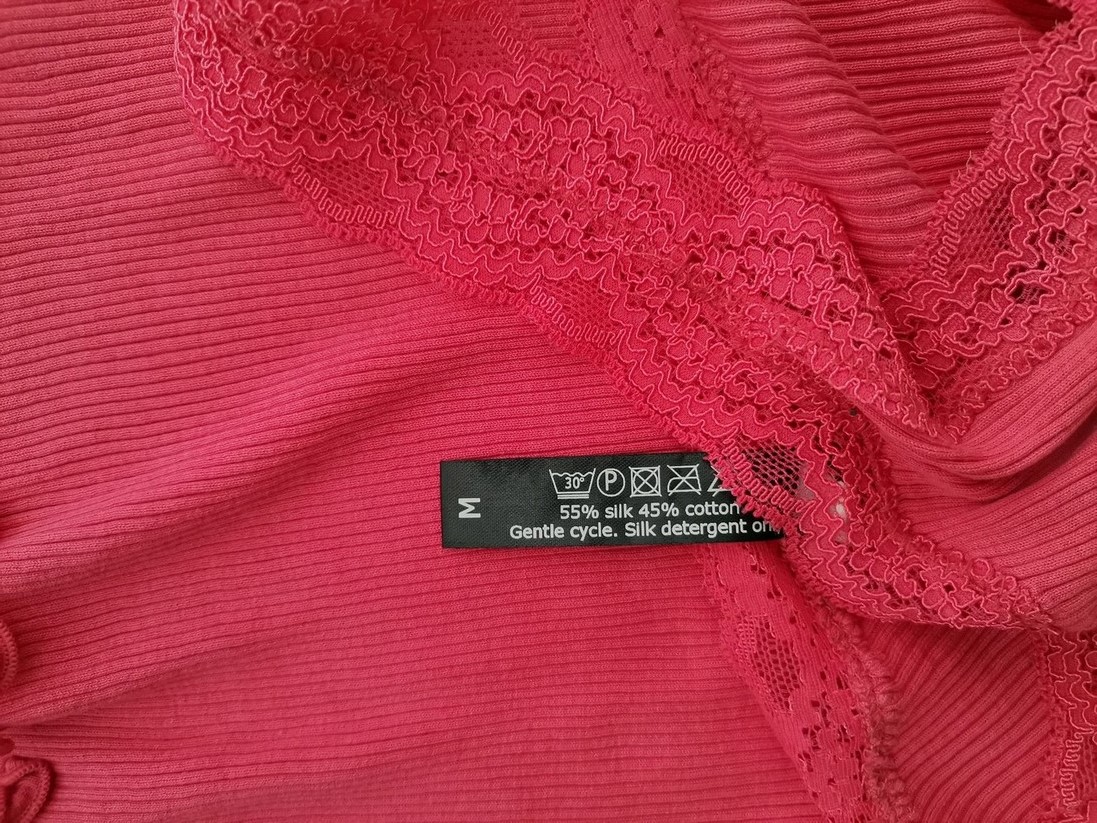 M
30°
P
55% silk 45% cotton
Gentle cycle. Silk detergent